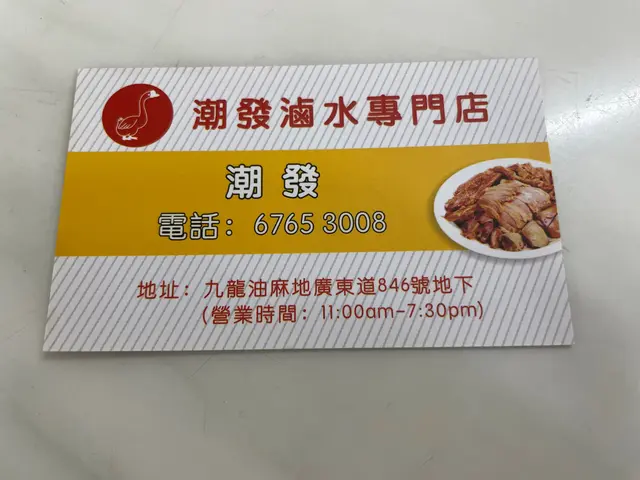 潮發滷水專門店
潮發
電話：6765 3008
地址：九龍油麻地廣東道846號地下
(營業時間：11:00am-7:30pm)